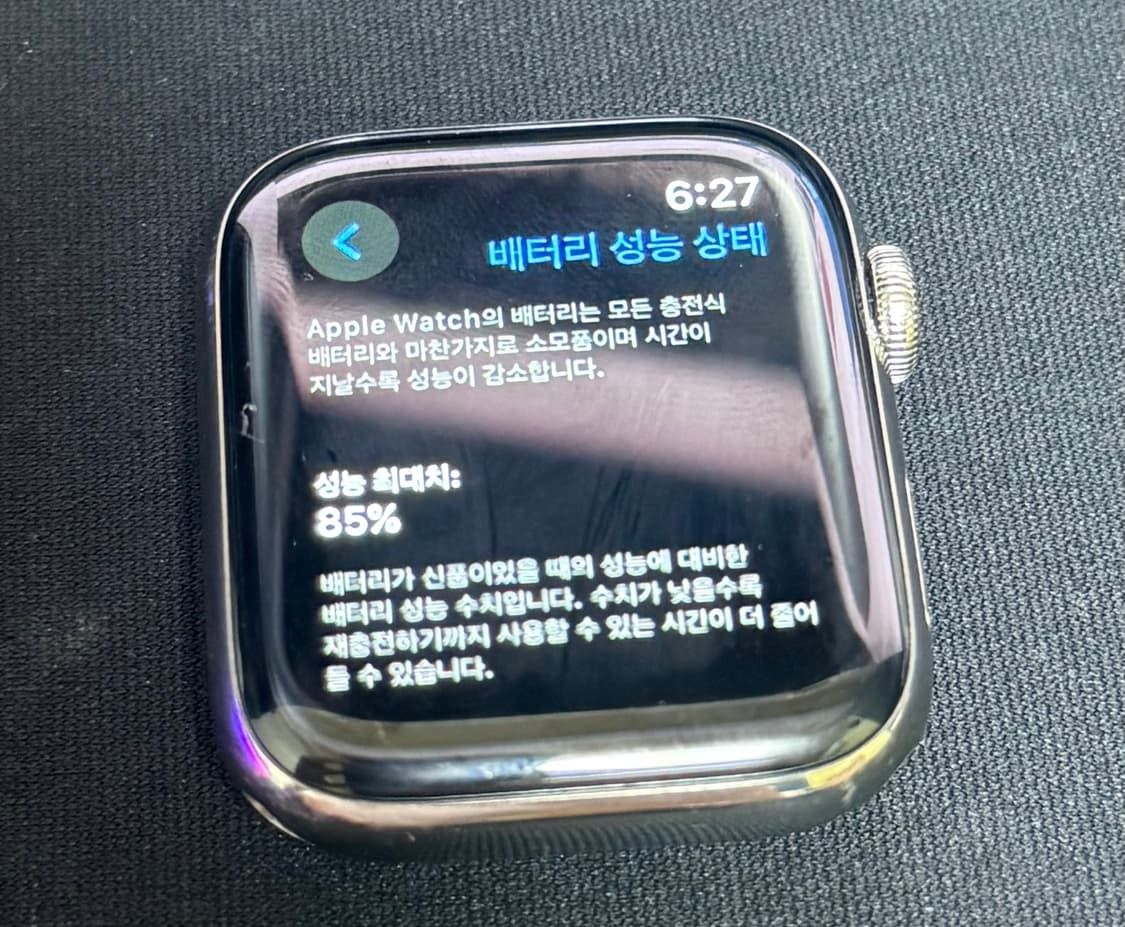 6:27
배터리 성능 상태
Apple Watch의 배터리는 모든 충전식
배터리와 마찬가지로 소모품이며 시간이
지날수록 성능이 감소합니다.
성능 최대치:
85%
배터리가 신품이었을 때의 성능에 대비한
배터리 성능 수치입니다. 수치가 낮을수록
재충전하기까지 사용할 수 있는 시간이 더 줄어
들 수 있습니다.